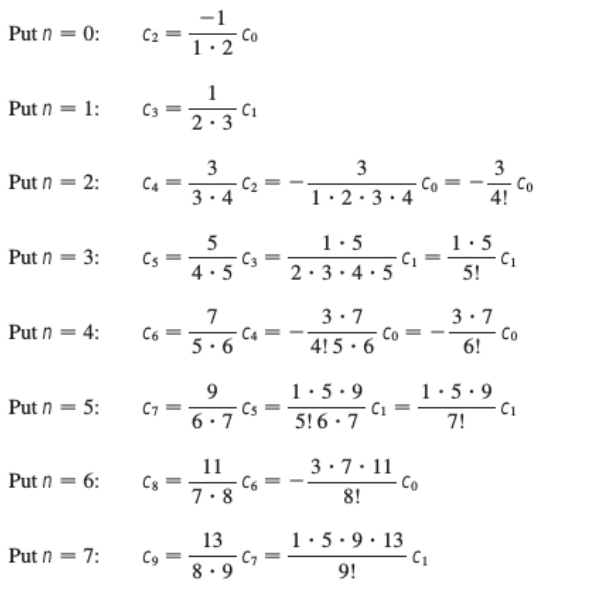 Put n = 0: c₂ = −1/(1 · 2) c₀
Put n = 1: c₃ = 1/(2 · 3) c₁
Put n = 2: c₄ = 3/(3 · 4) c₂ = − 3/(1 · 2 · 3 · 4) c₀ = − 3/4! c₀
Put n = 3: c₅ = 5/(4 · 5) c₃ = (1 · 5)/(2 · 3 · 4 · 5) c₁ = (1 · 5)/5! c₁
Put n = 4: c₆ = 7/(5 · 6) c₄ = − (3 · 7)/(4! 5 · 6) c₀ = − (3 · 7)/6! c₀
Put n = 5: c₇ = 9/(6 · 7) c₅ = (1 · 5 · 9)/(5! 6 · 7) c₁ = (1 · 5 · 9)/7! c₁
Put n = 6: c₈ = 11/(7 · 8) c₆ = − (3 · 7 · 11)/8! c₀
Put n = 7: c₉ = 13/(8 · 9) c₇ = (1 · 5 · 9 · 13)/9! c₁